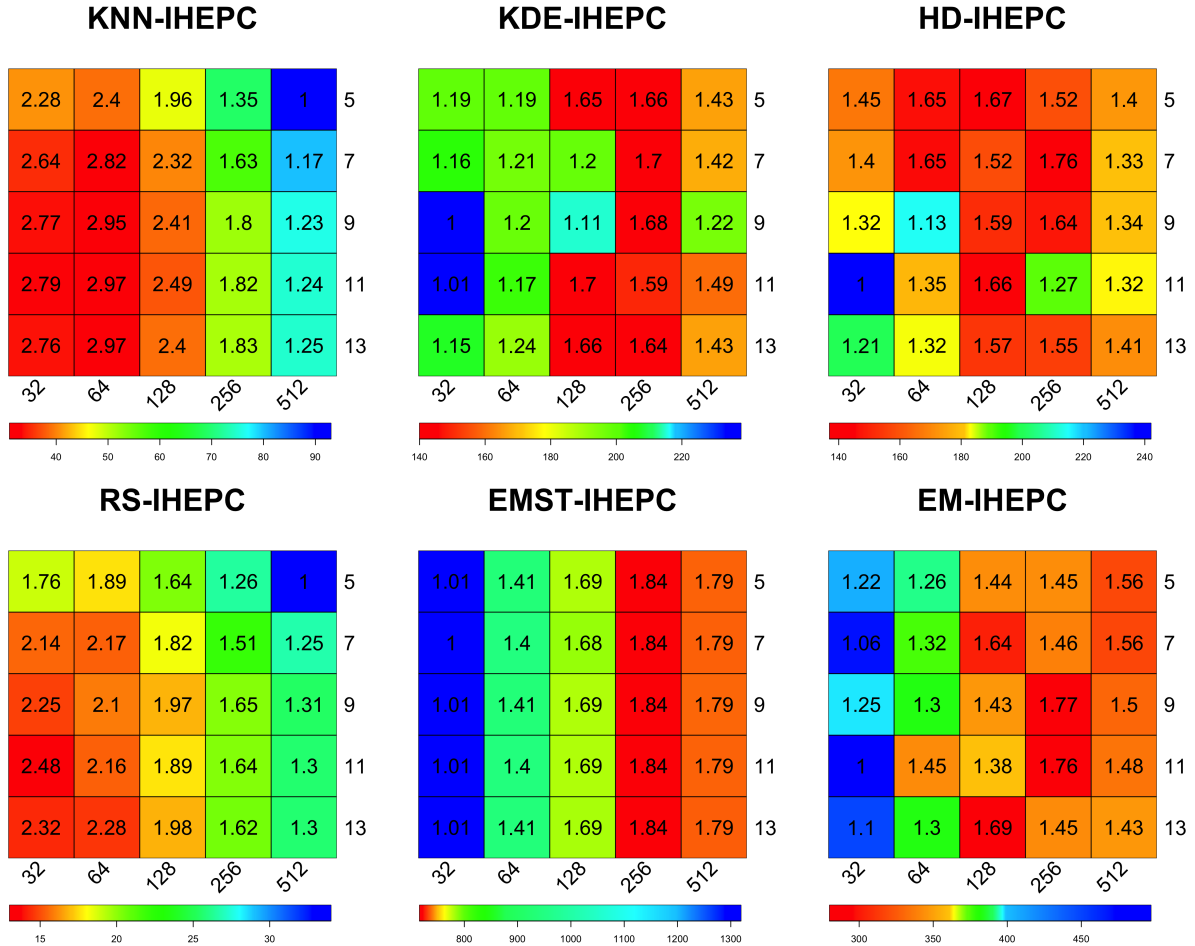 KNN-IHEPC KDE-IHEPC HD-IHEPC
2.28 2.4 1.96 1.35 1 5 1.19 1.19 1.65 1.66 1.43 5 1.45 1.65 1.67 1.52 1.4 5
2.64 2.82 2.32 1.63 1.17 7 1.16 1.21 1.2 1.7 1.42 7 1.4 1.65 1.52 1.76 1.33 7
2.77 2.95 2.41 1.8 1.23 9 1 1.2 1.11 1.68 1.22 9 1.32 1.13 1.59 1.64 1.34 9
2.79 2.97 2.49 1.82 1.24 11 1.01 1.17 1.7 1.59 1.49 11 1 1.35 1.66 1.27 1.32 11
2.76 2.97 2.4 1.83 1.25 13 1.15 1.24 1.66 1.64 1.43 13 1.21 1.32 1.57 1.55 1.41 13
32 64 128 256 512 32 64 128 256 512 32 64 128 256 512
40 50 60 70 80 90 140 160 180 200 220 140 160 180 200 220 240
RS-IHEPC EMST-IHEPC EM-IHEPC
1.76 1.89 1.64 1.26 1 5 1.01 1.41 1.69 1.84 1.79 5 1.22 1.26 1.44 1.45 1.56 5
2.14 2.17 1.82 1.51 1.25 7 1 1.4 1.68 1.84 1.79 7 1.06 1.32 1.64 1.46 1.56 7
2.25 2.1 1.97 1.65 1.31 9 1.01 1.41 1.69 1.84 1.79 9 1.25 1.3 1.43 1.77 1.5 9
2.48 2.16 1.89 1.64 1.3 11 1.01 1.4 1.69 1.84 1.79 11 1 1.45 1.38 1.76 1.48 11
2.32 2.28 1.98 1.62 1.3 13 1.01 1.41 1.69 1.84 1.79 13 1.1 1.3 1.69 1.45 1.43 13
32 64 128 256 512 32 64 128 256 512 32 64 128 256 512
15 20 25 30 800 900 1000 1100 1200 1300 300 350 400 450